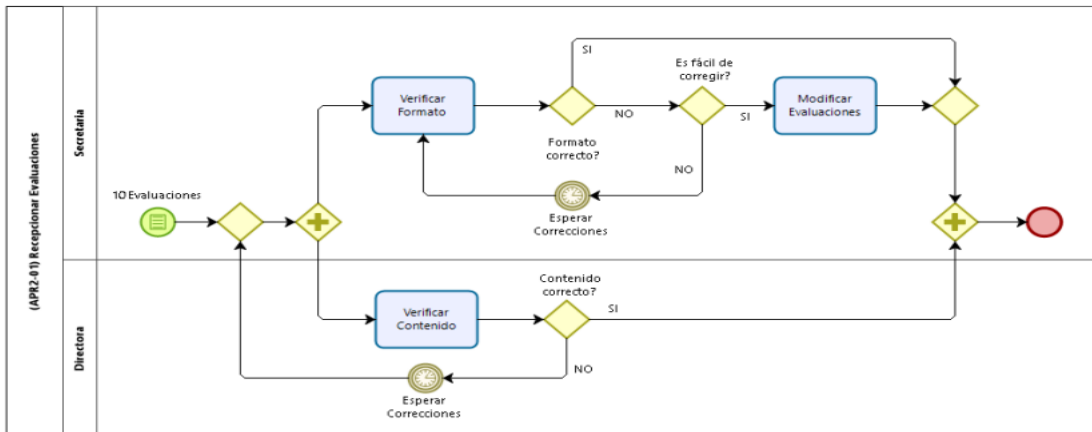 (APR2-01) Recepcionar Evaluaciones
Secretaria
10 Evaluaciones
Verificar
Formato
SI
Formato
correcto?
NO
Es fácil de
corregir?
SI
NO
Modificar
Evaluaciones
Esperar
Correcciones
Directora
Verificar
Contenido
Contenido
correcto?
SI
NO
Esperar
Correcciones